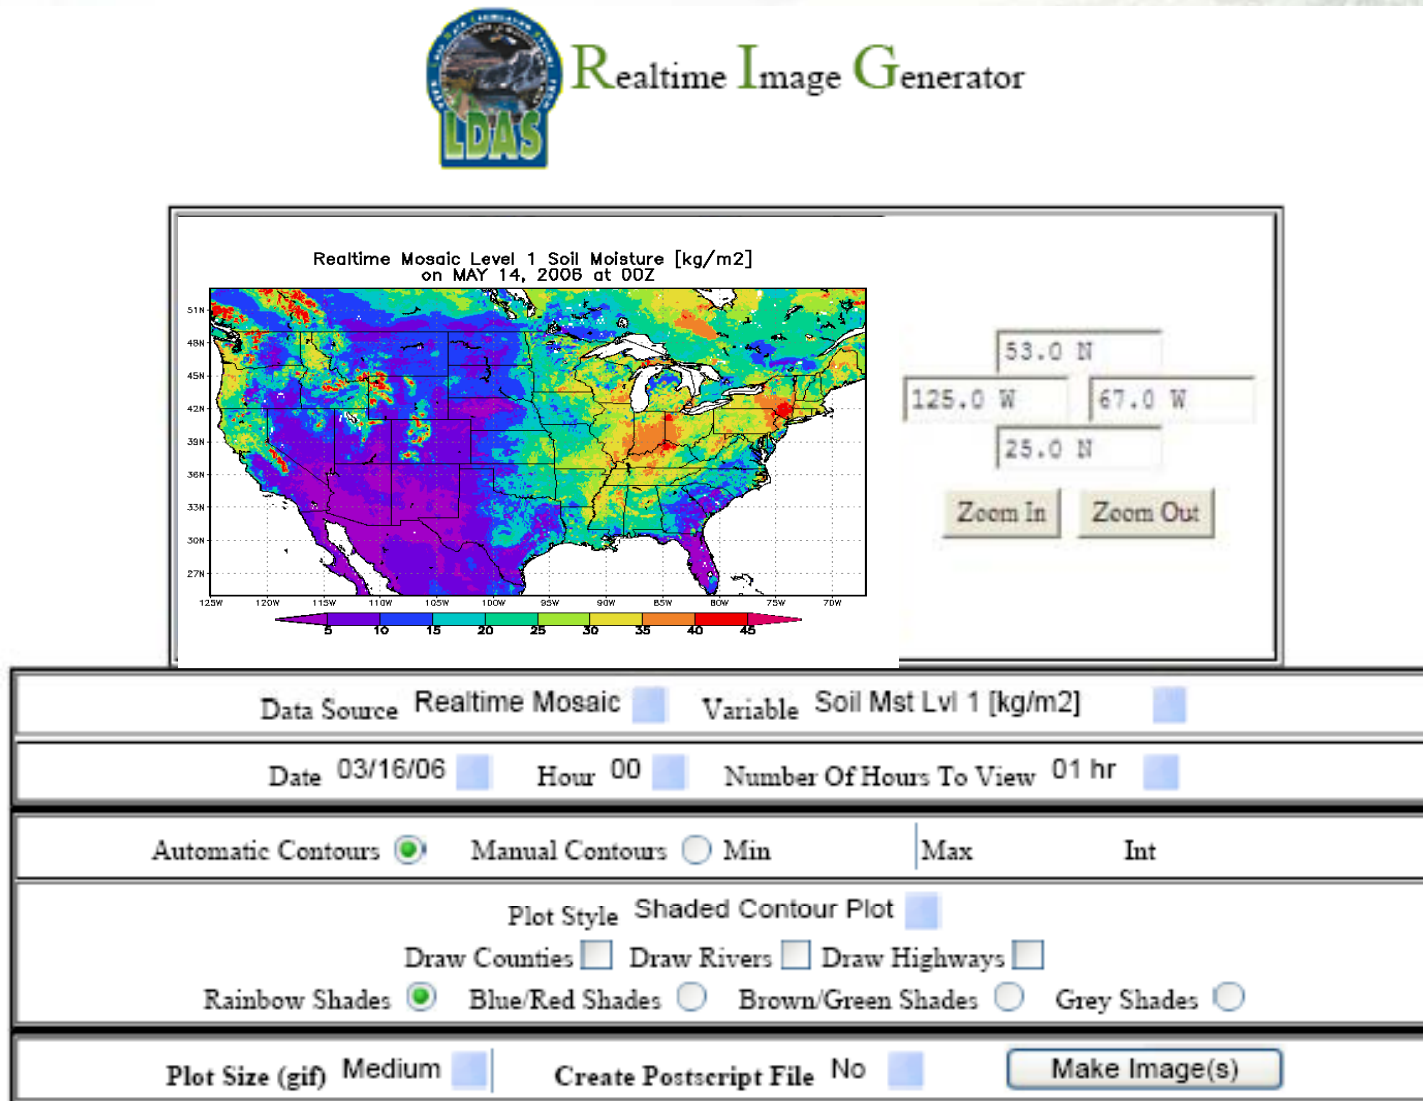 Realtime Image Generator
LDAS
Realtime Mosaic Level 1 Soil Moisture [kg/m2]
on MAY 14, 2006 at 00Z
51N
48N
45N
42N
39N
36N
33N
30N
27N
125W 120W 115W 110W 105W 100W 95W 90W 85W 80W 75W 70W
5 10 15 20 25 30 35 40 45
53.0 N
125.0 W 67.0 W
25.0 N
Zoom In Zoom Out
Data Source Realtime Mosaic Variable Soil Mst Lvl 1 [kg/m2]
Date 03/16/06 Hour 00 Number Of Hours To View 01 hr
Automatic Contours Manual Contours Min Max Int
Plot Style Shaded Contour Plot
Draw Counties Draw Rivers Draw Highways
Rainbow Shades Blue/Red Shades Brown/Green Shades Grey Shades
Plot Size (gif) Medium Create Postscript File No Make Image(s)